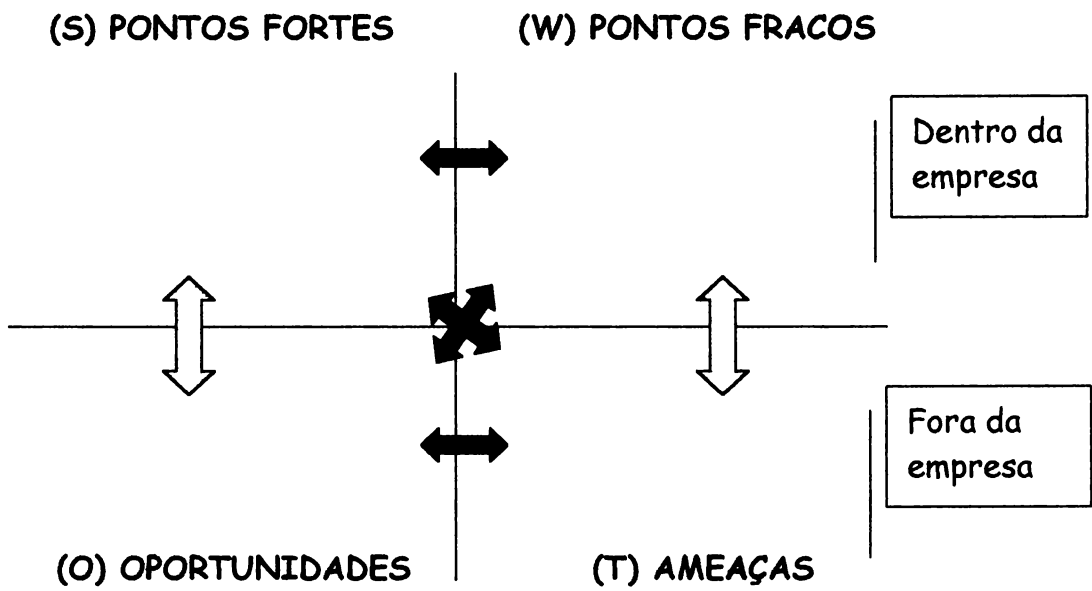 (S) PONTOS FORTES
(W) PONTOS FRACOS
Dentro da
empresa
Fora da
empresa
(O) OPORTUNIDADES
(T) AMEAÇAS